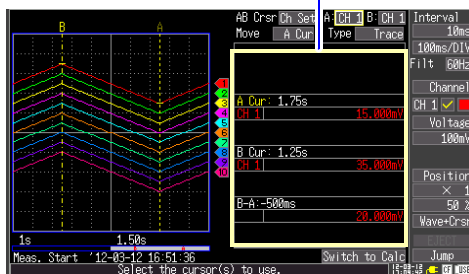 AB Crsr Ch Set A: CH 1 B: CH 1
Move A Cur Type Trace
Interval
10ms
100ms/DIV
Filt 60Hz
Channel
CH 1
Voltage
100mV
Position
× 1
50 %
Wave+Crsr
EJECT
Jump
B A
1
2
3
4
5
6
7
8
9
10
A Cur: 1.75s
CH 1 15.000mV
B Cur: 1.25s
CH 1 35.000mV
B-A:-500ms
20.000mV
1s 1.50s
Meas. Start '12-03-12 16:51:36
Switch to Calc
Select the cursor(s) to use.